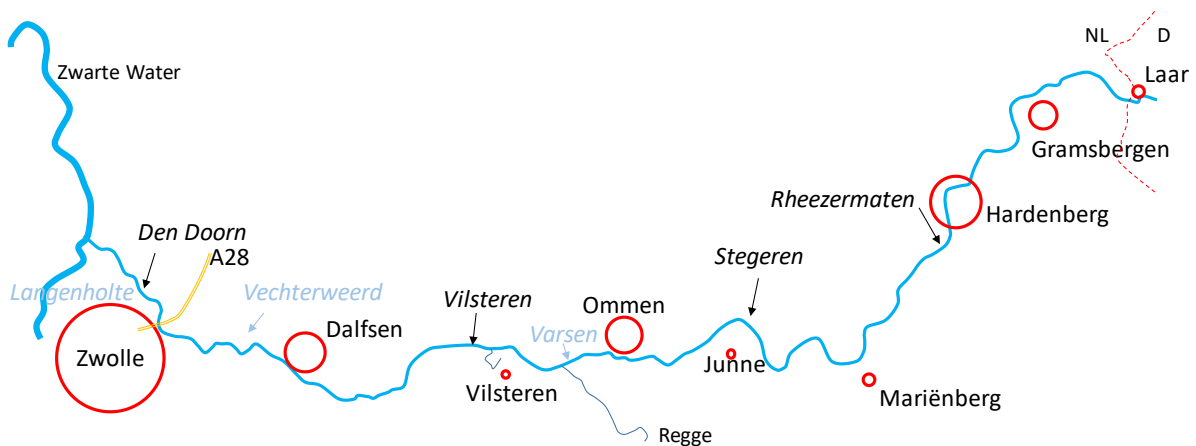 NL
D
Zwarte Water
Laar
Gramsbergen
Rheezermaten
Hardenberg
Den Doorn
A28
Stegeren
Langenholte
Vechterweerd
Vilsteren
Ommen
Varsen
Dalfsen
Zwolle
Junne
Vilsteren
Mariënberg
Regge